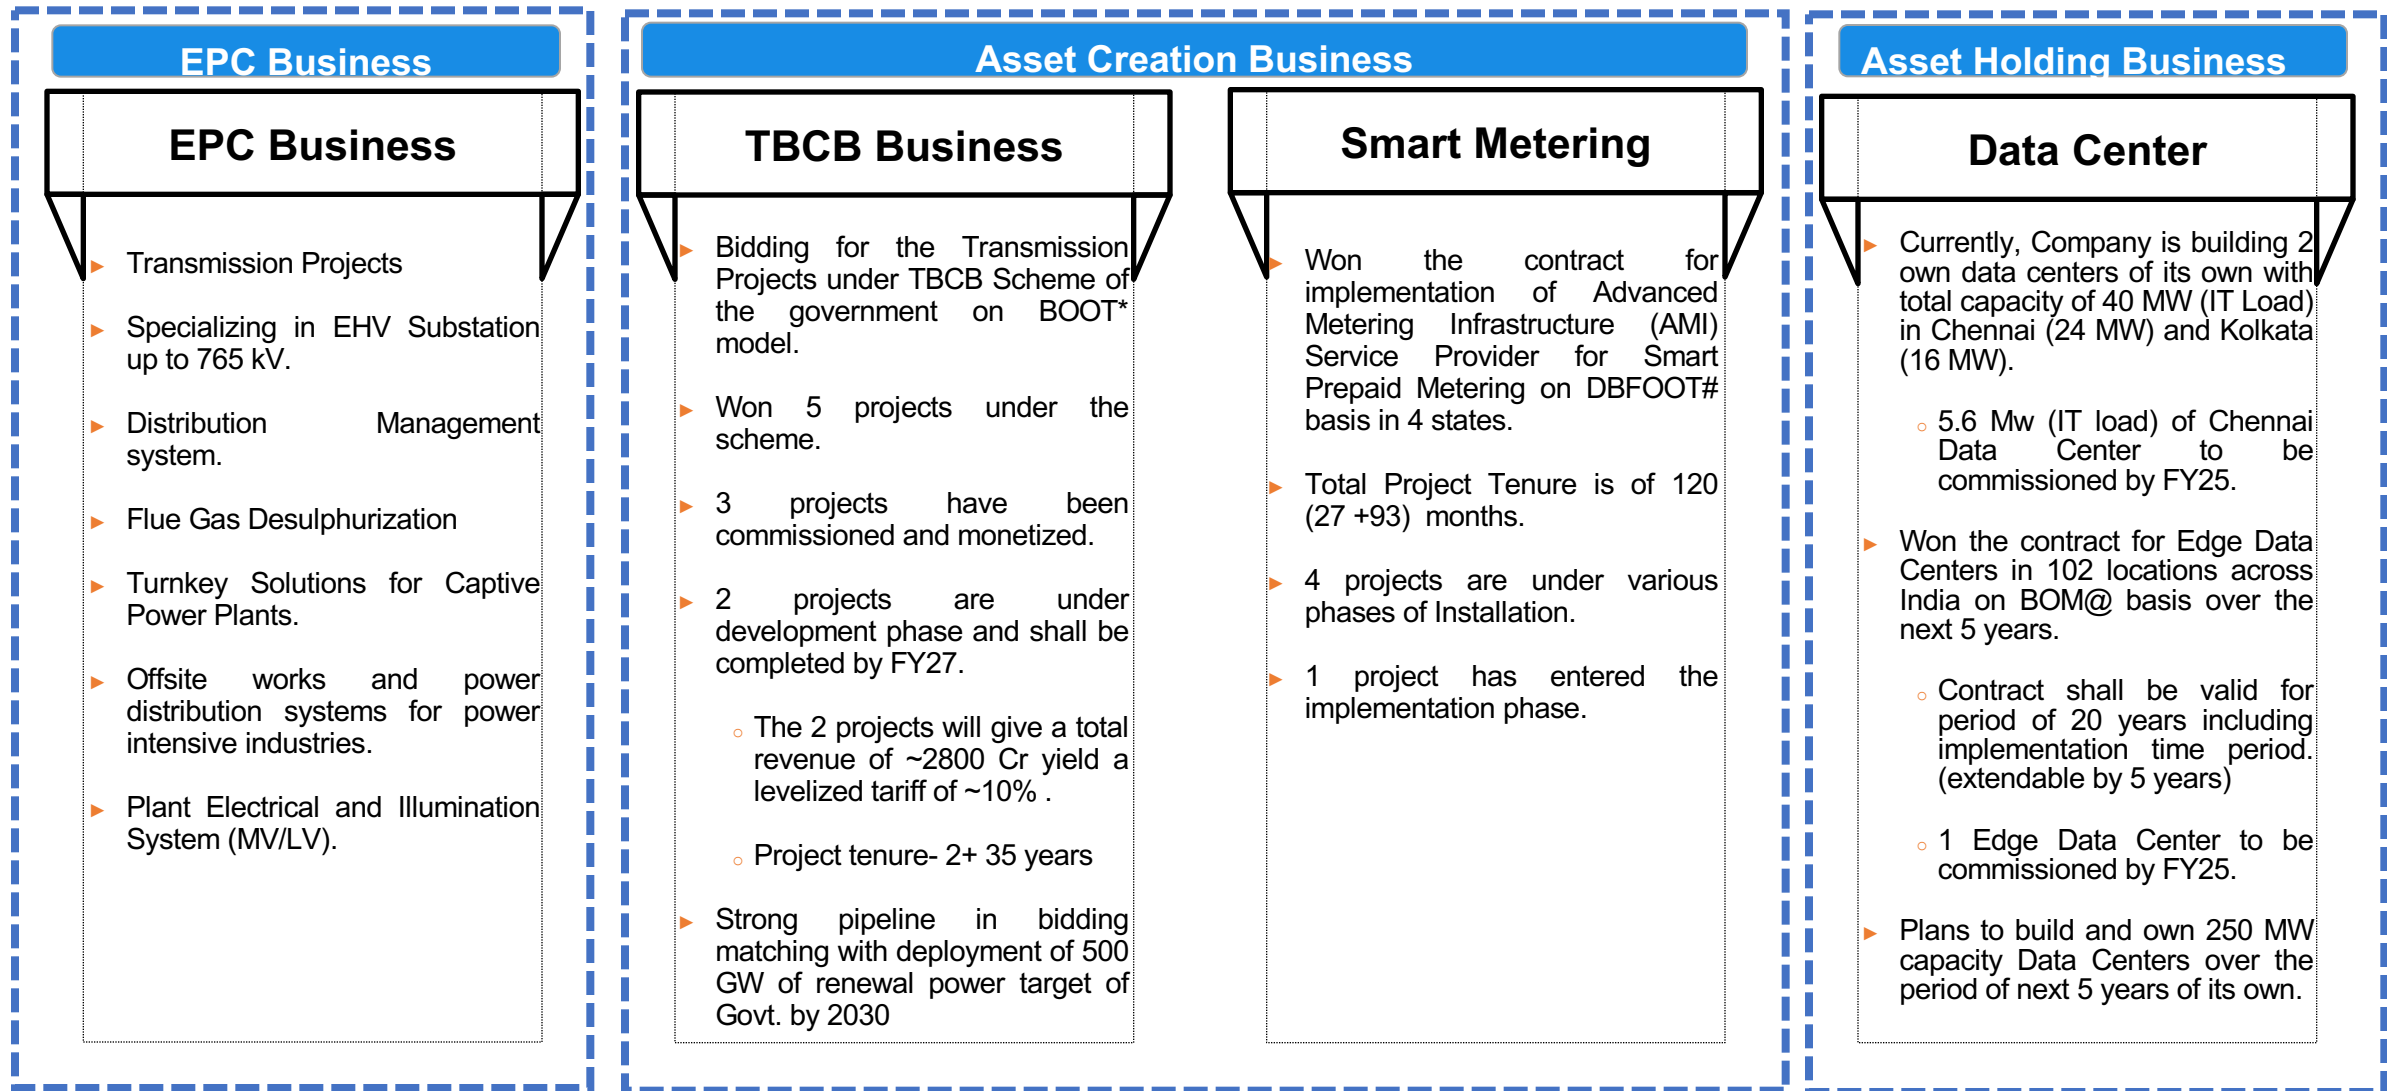 EPC Business
EPC Business
Transmission Projects
Specializing in EHV Substation
up to 765 kV.
Distribution Management
system.
Flue Gas Desulphurization
Turnkey Solutions for Captive
Power Plants.
Offsite works and power
distribution systems for power
intensive industries.
Plant Electrical and Illumination
System (MV/LV).
Asset Creation Business
TBCB Business
Bidding for the Transmission
Projects under TBCB Scheme of
the government on BOOT*
model.
Won 5 projects under the
scheme.
3 projects have been
commissioned and monetized.
2 projects are under
development phase and shall be
completed by FY27.
The 2 projects will give a total
revenue of ~2800 Cr yield a
levelized tariff of ~10% .
Project tenure- 2+ 35 years
Strong pipeline in bidding
matching with deployment of 500
GW of renewal power target of
Govt. by 2030
Smart Metering
Won the contract for
implementation of Advanced
Metering Infrastructure (AMI)
Service Provider for Smart
Prepaid Metering on DBFOOT#
basis in 4 states.
Total Project Tenure is of 120
(27 +93) months.
4 projects are under various
phases of Installation.
1 project has entered the
implementation phase.
Asset Holding Business
Data Center
Currently, Company is building 2
own data centers of its own with
total capacity of 40 MW (IT Load)
in Chennai (24 MW) and Kolkata
(16 MW).
5.6 Mw (IT load) of Chennai
Data Center to be
commissioned by FY25.
Won the contract for Edge Data
Centers in 102 locations across
India on BOM@ basis over the
next 5 years.
Contract shall be valid for
period of 20 years including
implementation time period.
(extendable by 5 years)
1 Edge Data Center to be
commissioned by FY25.
Plans to build and own 250 MW
capacity Data Centers over the
period of next 5 years of its own.